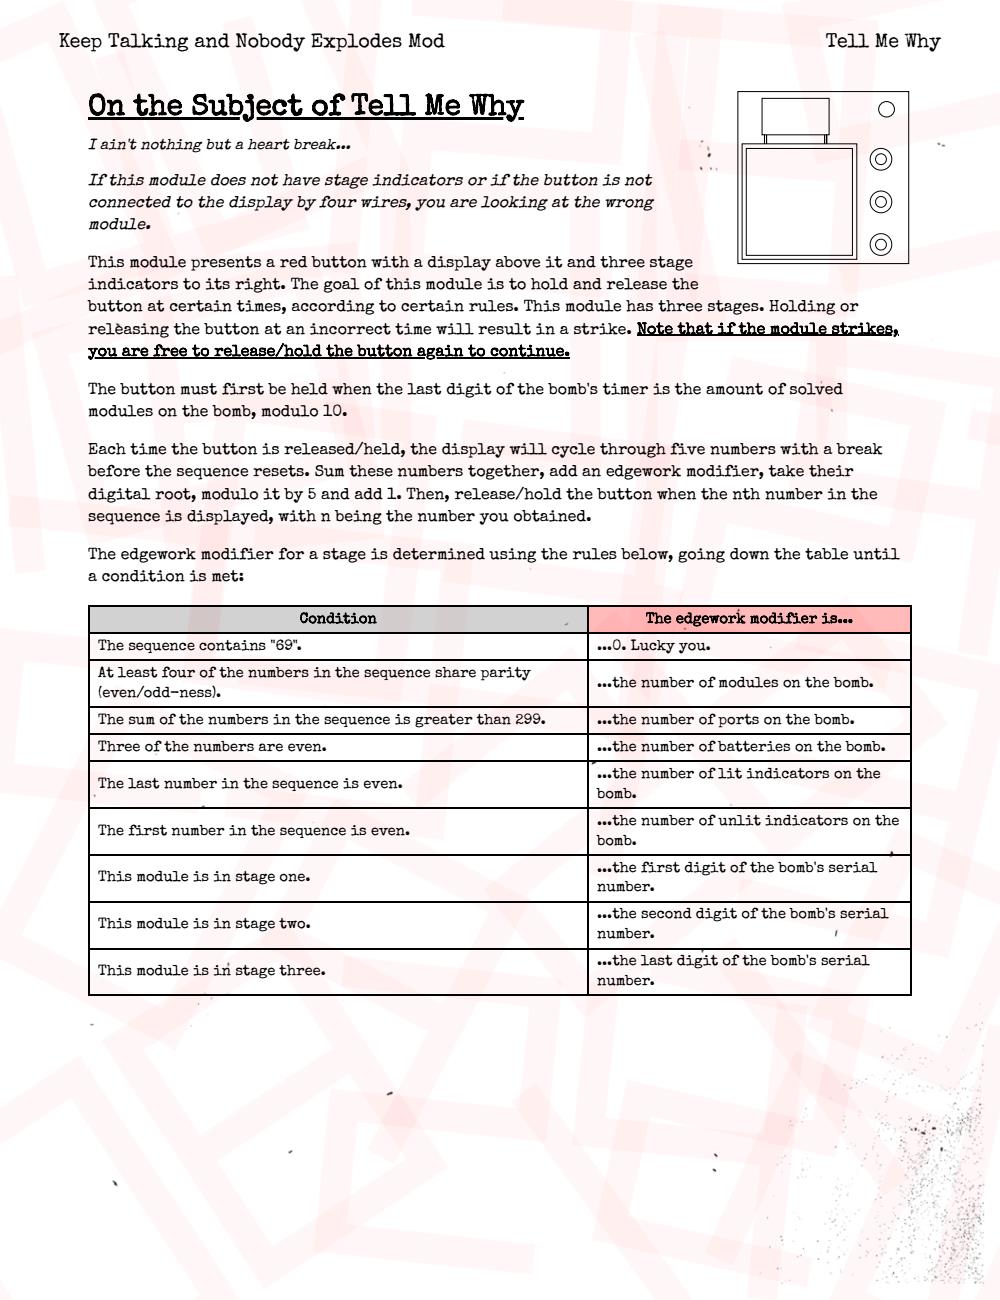 Keep Talking and Nobody Explodes Mod
Tell Me Why
On the Subject of Tell Me Why
I ain't nothing but a heart break...
If this module does not have stage indicators or if the button is not
connected to the display by four wires, you are looking at the wrong
module.
This module presents a red button with a display above it and three stage
indicators to its right. The goal of this module is to hold and release the
button at certain times, according to certain rules. This module has three stages. Holding or
releasing the button at an incorrect time will result in a strike. Note that if the module strikes,
you are free to release/hold the button again to continue.
The button must first be held when the last digit of the bomb's timer is the amount of solved
modules on the bomb, modulo 10.
Each time the button is released/held, the display will cycle through five numbers with a break
before the sequence resets. Sum these numbers together, add an edgework modifier, take their
digital root, modulo it by 5 and add 1. Then, release/hold the button when the nth number in the
sequence is displayed, with n being the number you obtained.
The edgework modifier for a stage is determined using the rules below, going down the table until
a condition is met:
Condition
The edgework modifier is...
The sequence contains "69".
...0. Lucky you.
At least four of the numbers in the sequence share parity
(even/odd-ness).
...the number of modules on the bomb.
The sum of the numbers in the sequence is greater than 299.
...the number of ports on the bomb.
Three of the numbers are even.
...the number of batteries on the bomb.
The last number in the sequence is even.
...the number of lit indicators on the
bomb.
The first number in the sequence is even.
...the number of unlit indicators on the
bomb.
This module is in stage one.
...the first digit of the bomb's serial
number.
This module is in stage two.
...the second digit of the bomb's serial
number.
This module is in stage three.
...the last digit of the bomb's serial
number.